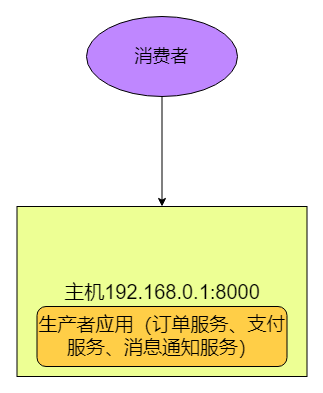 消费者
主机192.168.0.1:8000
生产者应用（订单服务、支付
服务、消息通知服务）